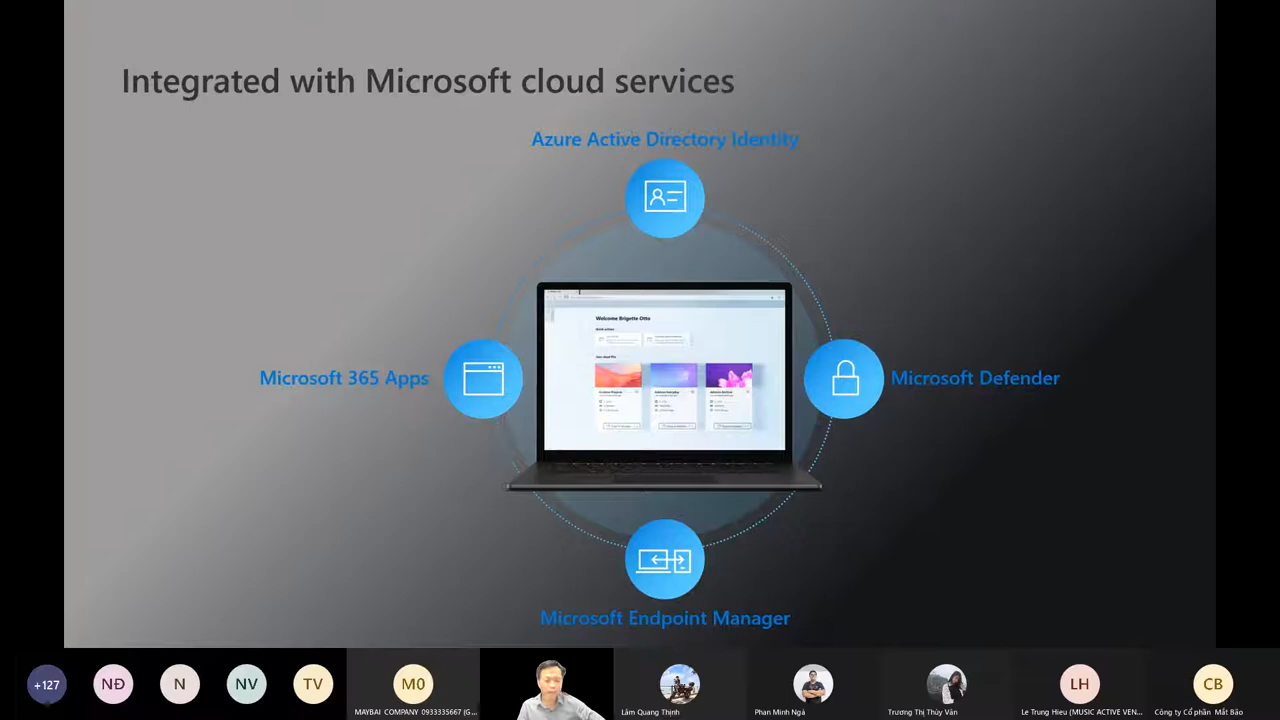 Integrated with Microsoft cloud services
Azure Active Directory Identity
Welcome Brigette Otto
Microsoft 365 Apps
Microsoft Defender
Microsoft Endpoint Manager
+127
NĐ
N
NV
TV
M0
LH
CB
MAYBAI COMPANY 0933335667 (G...
Lâm Quang Thịnh
Phan Minh Ngà
Trương Thị Thúy Vân
Le Trung Hieu (MUSIC ACTIVE VEN...
Công ty Cổ phần Mắt Bão